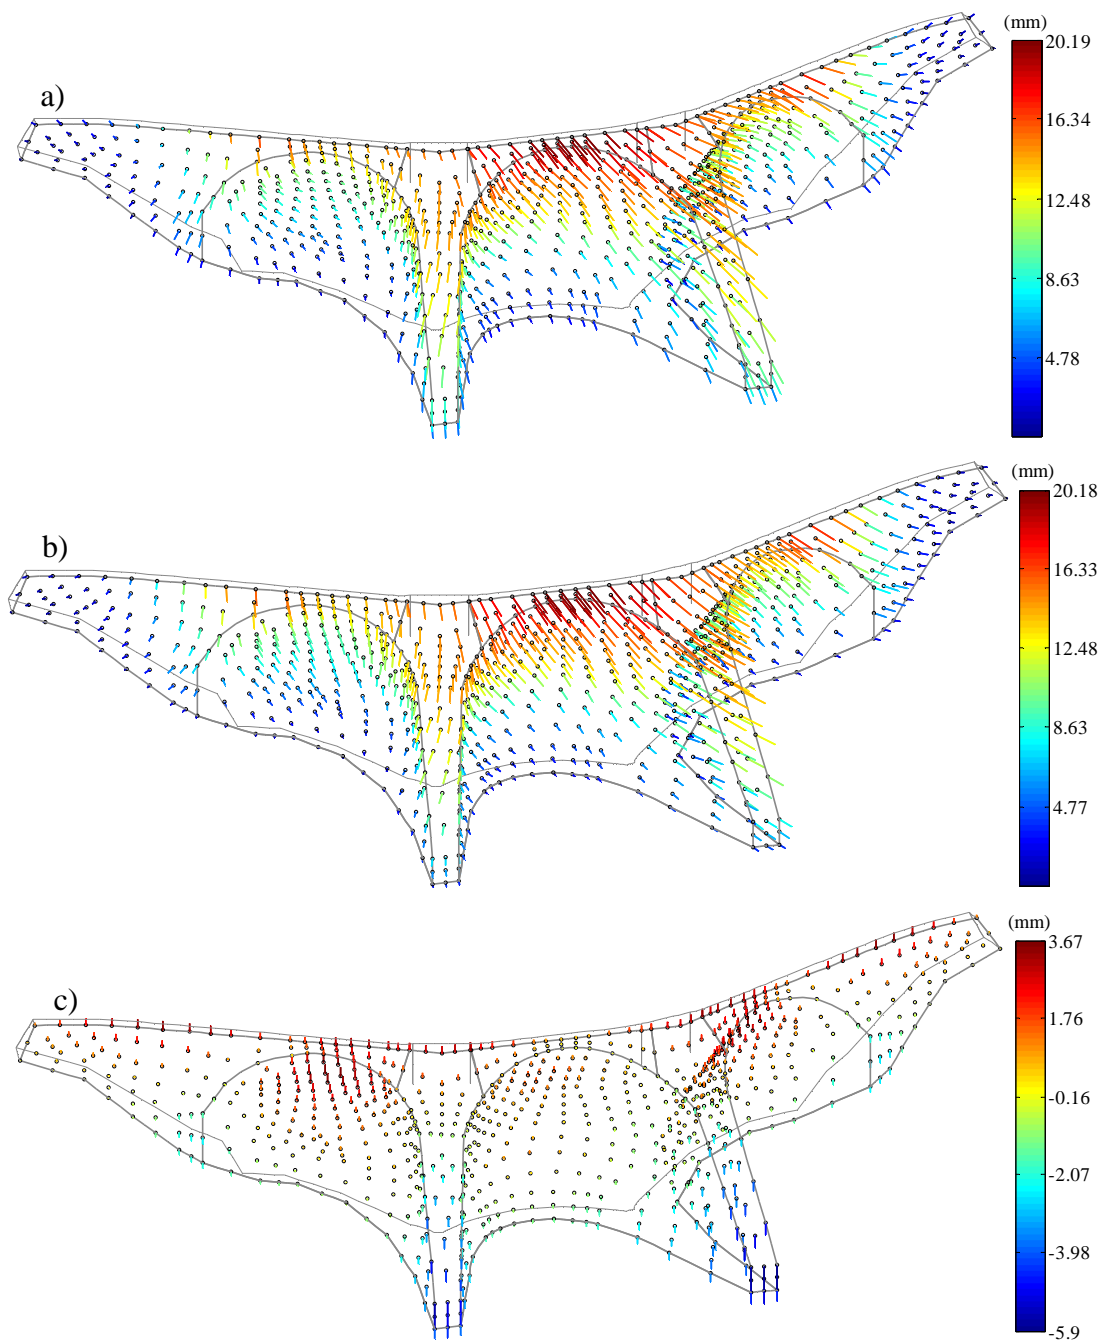 (mm)
20.19
a)
16.34
12.48
8.63
4.78
(mm)
20.18
b)
16.33
12.48
8.63
4.77
(mm)
3.67
c)
1.76
-0.16
-2.07
-3.98
-5.9